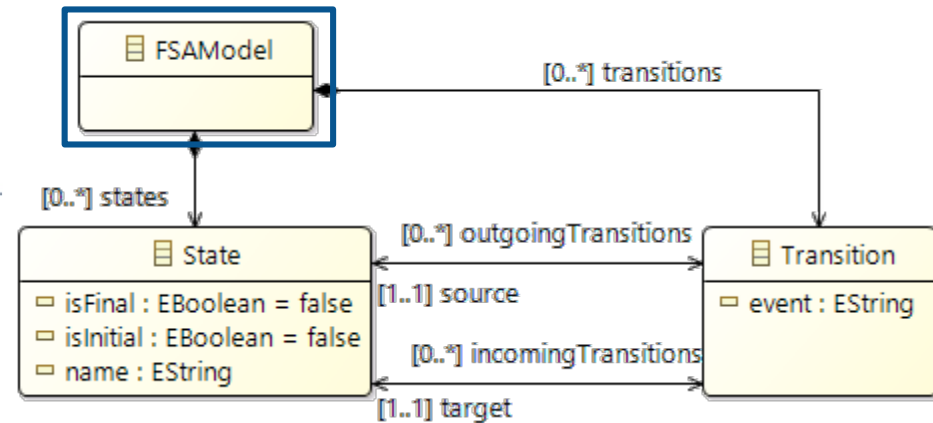 FSAModel
[0..*] transitions
[0..*] states
State
isFinal : EBoolean = false
isInitial : EBoolean = false
name : EString
[0..*] outgoingTransitions
[1..1] source
[0..*] incomingTransitions
[1..1] target
Transition
event : EString